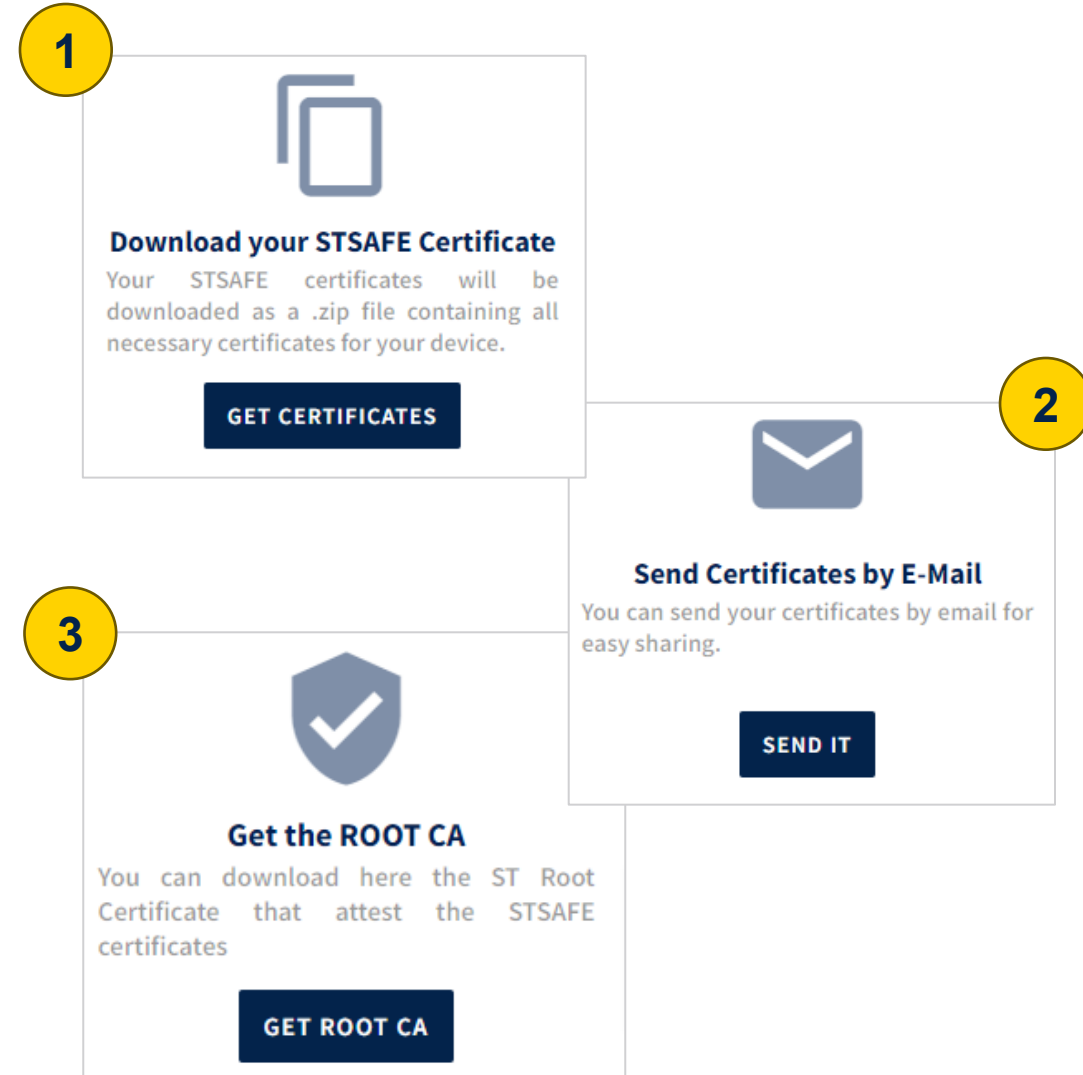 1
Download your STSAFE Certificate
Your STSAFE certificates will be
downloaded as a .zip file containing all
necessary certificates for your device.
GET CERTIFICATES
2
Send Certificates by E-Mail
You can send your certificates by email for
easy sharing.
SEND IT
3
Get the ROOT CA
You can download here the ST Root
Certificate that attest the STSAFE
certificates
GET ROOT CA